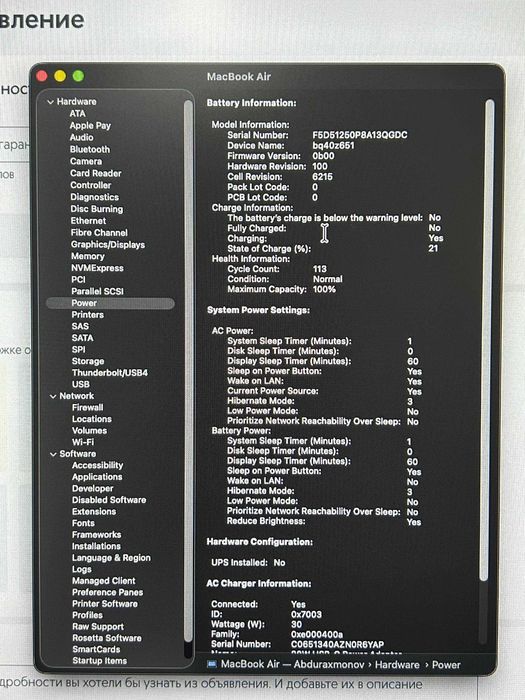 вление
MacBook Air
Hardware
ATA
Apple Pay
Audio
Bluetooth
Camera
Card Reader
Controller
Diagnostics
Disc Burning
Ethernet
Fibre Channel
Graphics/Displays
Memory
NVMExpress
PCI
Parallel SCSI
Power
Printers
SAS
SATA
SPI
Storage
Thunderbolt/USB4
USB
Network
Firewall
Locations
Volumes
Wi-Fi
Software
Accessibility
Applications
Developer
Disabled Software
Extensions
Fonts
Frameworks
Installations
Language & Region
Logs
Managed Client
Preference Panes
Printer Software
Profiles
Raw Support
Rosetta Software
SmartCards
Startup Items
Battery Information:
Model Information:
Serial Number: F5D51250P8A13QGDC
Device Name: bq40z651
Firmware Version: 0b00
Hardware Revision: 100
Cell Revision: 6215
Pack Lot Code: 0
PCB Lot Code: 0
Charge Information:
The battery's charge is below the warning level: No
Fully Charged: No
Charging: Yes
State of Charge (%): 21
Health Information:
Cycle Count: 113
Condition: Normal
Maximum Capacity: 100%
System Power Settings:
AC Power:
System Sleep Timer (Minutes): 1
Disk Sleep Timer (Minutes): 0
Display Sleep Timer (Minutes): 60
Sleep on Power Button: Yes
Wake on LAN: Yes
Current Power Source: Yes
Hibernate Mode: 3
Low Power Mode: No
Prioritize Network Reachability Over Sleep: No
Battery Power:
System Sleep Timer (Minutes): 1
Disk Sleep Timer (Minutes): 0
Display Sleep Timer (Minutes): 60
Sleep on Power Button: Yes
Wake on LAN: No
Hibernate Mode: 3
Low Power Mode: No
Prioritize Network Reachability Over Sleep: No
Reduce Brightness: Yes
Hardware Configuration:
UPS Installed: No
AC Charger Information:
Connected: Yes
ID: 0x7003
Wattage (W): 30
Family: 0xe000400a
Serial Number: C0651340AZN0R6YAP
MacBook Air — Abduraxmonov › Hardware › Power
дробности вы хотели бы узнать из объявления. И добавьте их в описание